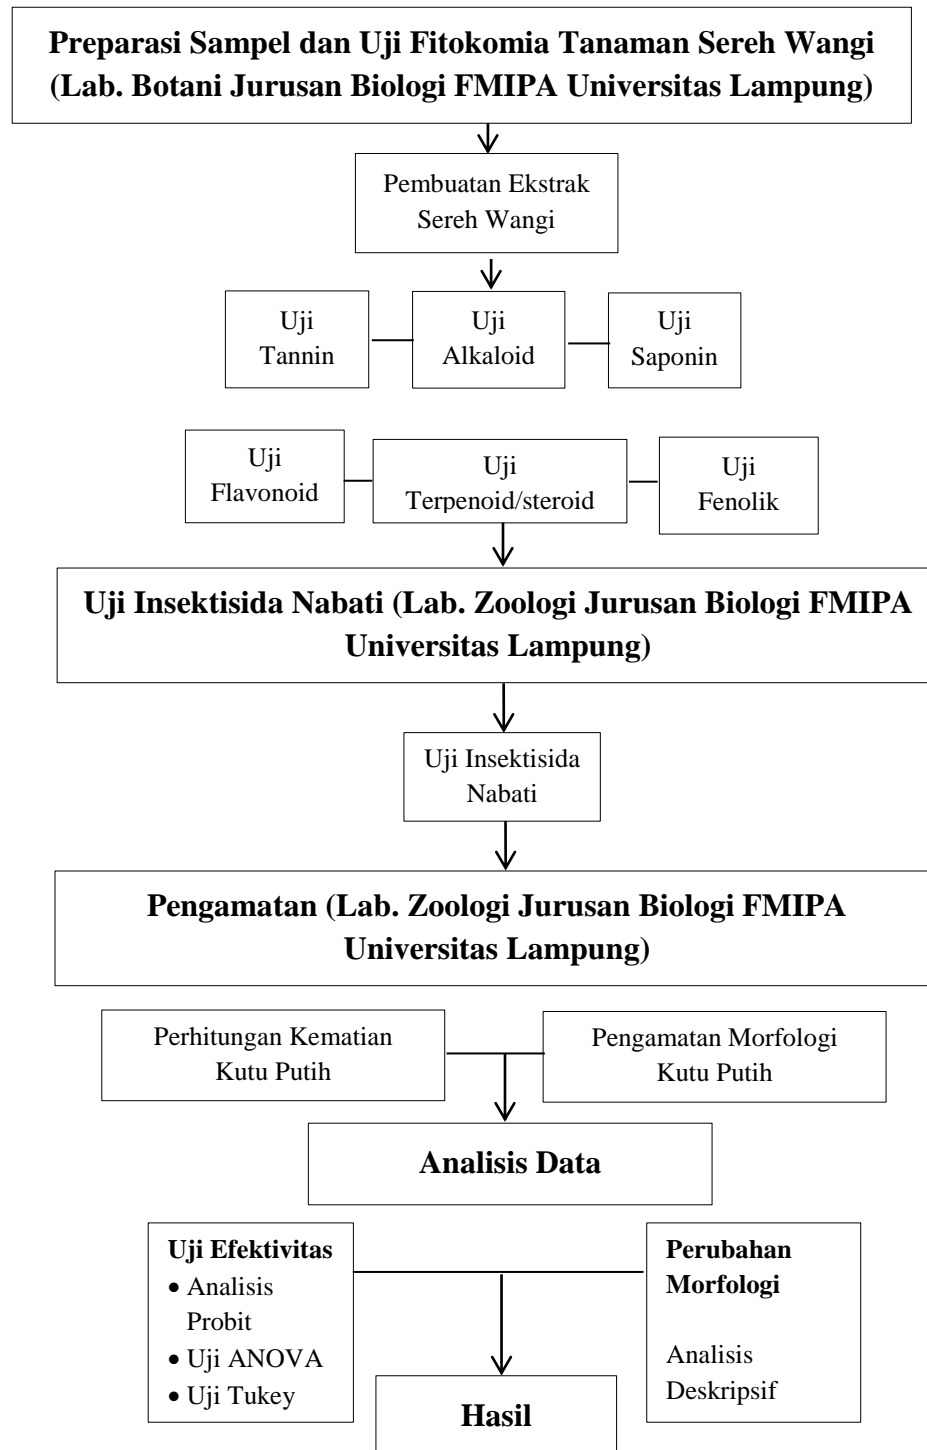 Preparasi Sampel dan Uji Fitokomia Tanaman Sereh Wangi
(Lab. Botani Jurusan Biologi FMIPA Universitas Lampung)
Pembuatan Ekstrak
Sereh Wangi
Uji
Tannin
Uji
Alkaloid
Uji
Saponin
Uji
Flavonoid
Uji
Terpenoid/steroid
Uji
Fenolik
Uji Insektisida Nabati (Lab. Zoologi Jurusan Biologi FMIPA
Universitas Lampung)
Uji Insektisida
Nabati
Pengamatan (Lab. Zoologi Jurusan Biologi FMIPA
Universitas Lampung)
Perhitungan Kematian
Kutu Putih
Pengamatan Morfologi
Kutu Putih
Analisis Data
Uji Efektivitas
• Analisis
Probit
• Uji ANOVA
• Uji Tukey
Perubahan
Morfologi
Analisis
Deskripsif
Hasil